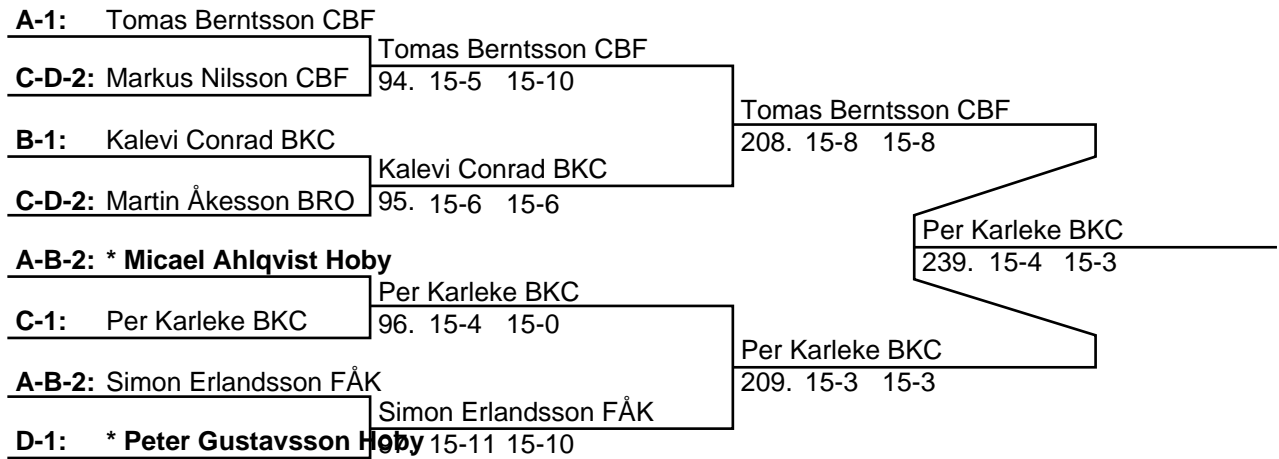 A-1: Tomas Berntsson CBF
Tomas Berntsson CBF
C-D-2: Markus Nilsson CBF
94. 15-5 15-10
Tomas Berntsson CBF
208. 15-8 15-8
B-1: Kalevi Conrad BKC
Kalevi Conrad BKC
C-D-2: Martin Åkesson BRO
95. 15-6 15-6
Per Karleke BKC
239. 15-4 15-3
A-B-2: * Micael Ahlqvist Hoby
Per Karleke BKC
C-1: Per Karleke BKC
96. 15-4 15-0
Per Karleke BKC
209. 15-3 15-3
A-B-2: Simon Erlandsson FÅK
Simon Erlandsson FÅK
D-1: * Peter Gustavsson Hoby
15-11 15-10